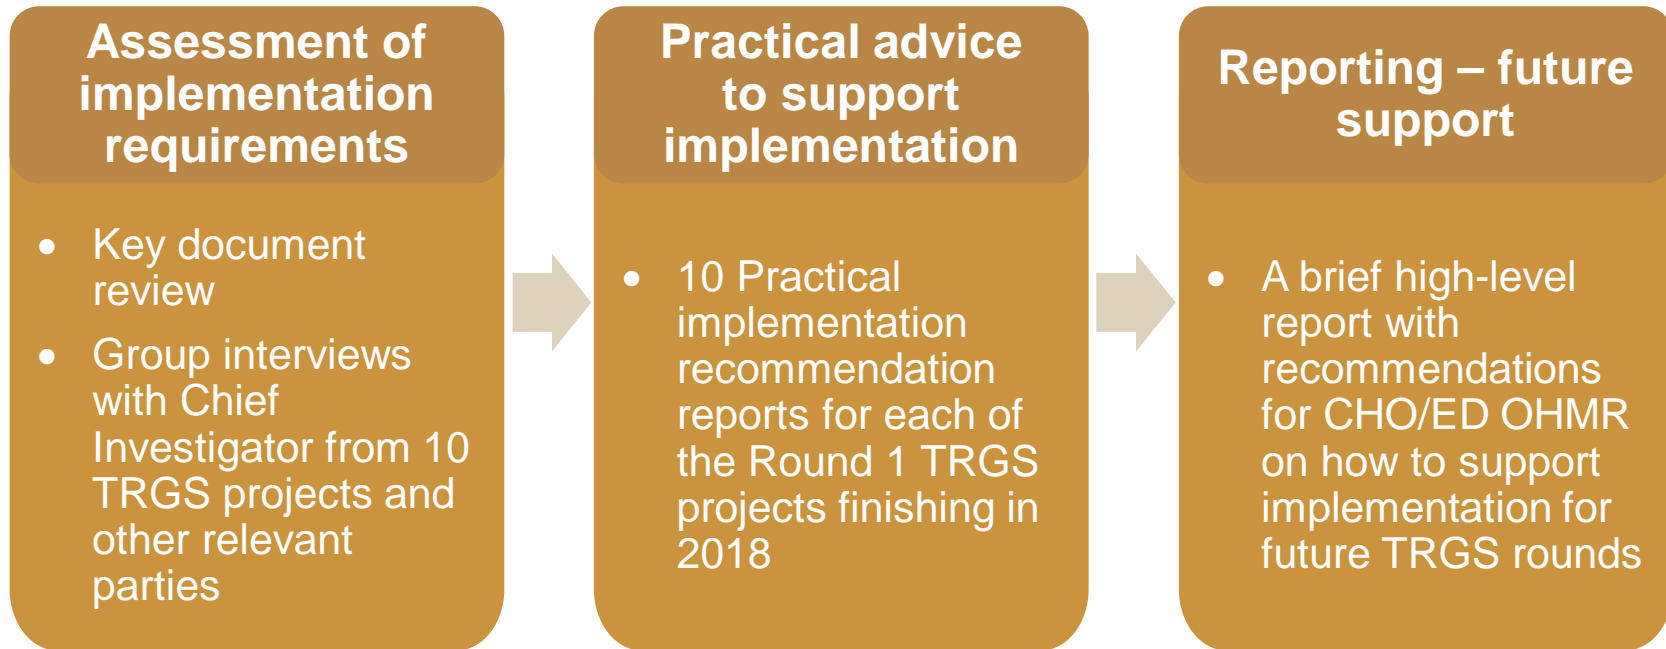 Assessment of
implementation
requirements
• Key document
review
• Group interviews
with Chief
Investigator from 10
TRGS projects and
other relevant
parties
Practical advice
to support
implementation
• 10 Practical
implementation
recommendation
reports for each of
the Round 1 TRGS
projects finishing in
2018
Reporting – future
support
• A brief high-level
report with
recommendations
for CHO/ED OHMR
on how to support
implementation for
future TRGS rounds